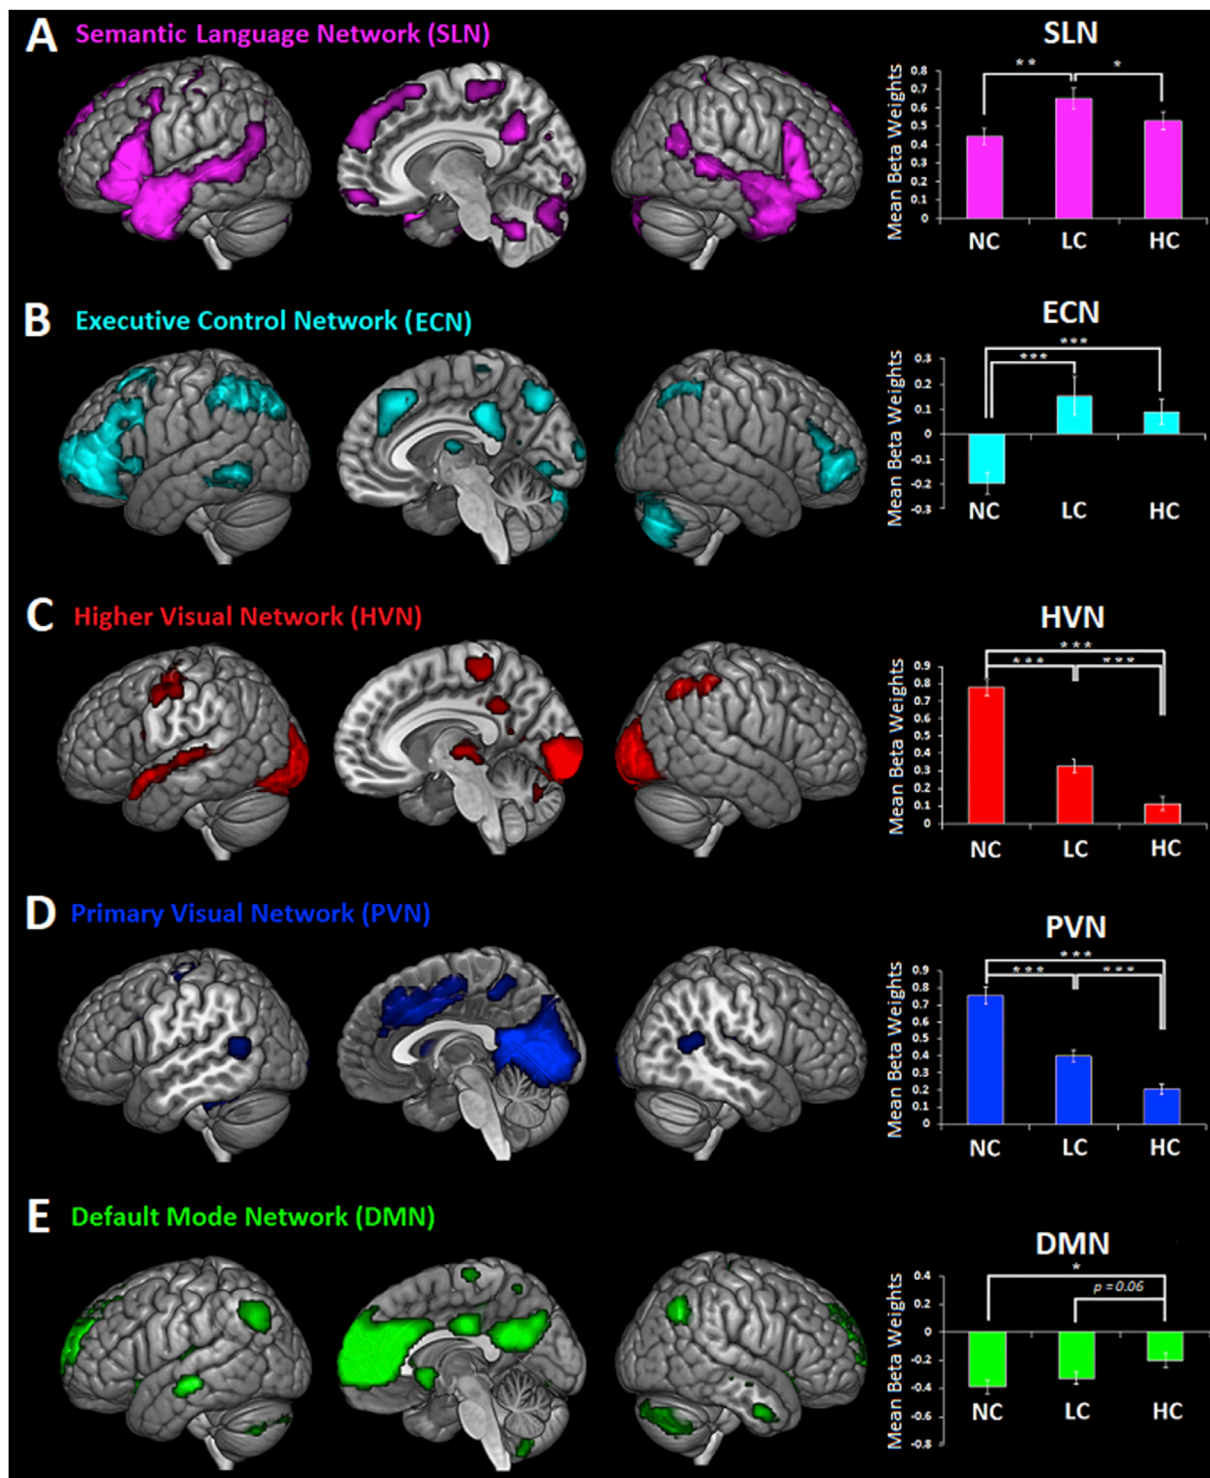 A Semantic Language Network (SLN)
SLN
Mean Beta Weights
0.8
0.7
0.6
0.5
0.4
0.3
0.2
0.1
0
** *
NC LC HC
B Executive Control Network (ECN)
ECN
Mean Beta Weights
0.3
0.2
0.1
0
-0.1
-0.2
-0.3
***
***
NC LC HC
C Higher Visual Network (HVN)
HVN
Mean Beta Weights
0.9
0.8
0.7
0.6
0.5
0.4
0.3
0.2
0.1
0
***
*** ***
NC LC HC
D Primary Visual Network (PVN)
PVN
Mean Beta Weights
0.9
0.8
0.7
0.6
0.5
0.4
0.3
0.2
0.1
0
***
*** ***
NC LC HC
E Default Mode Network (DMN)
DMN
Mean Beta Weights
0.4
0.2
0
-0.2
-0.4
-0.6
-0.8
*
p = 0.06
NC LC HC